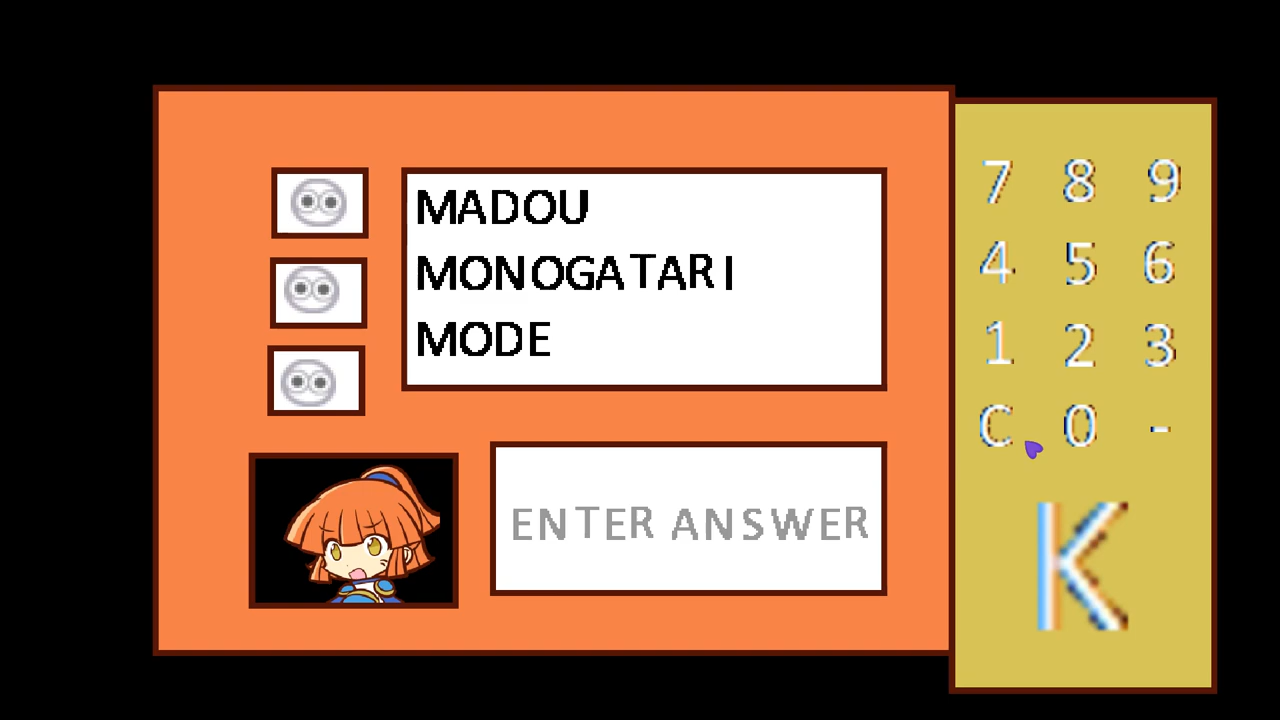 MADOU
MONOGATARI
MODE
ENTER ANSWER
7 8 9
4 5 6
1 2 3
C 0 -
K